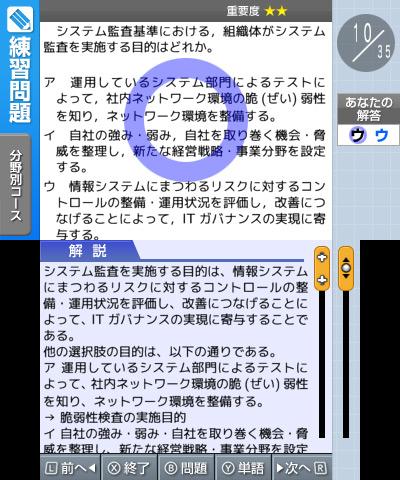 重要度 ★★
練習問題
分野別コース
10/35
あなたの
解答
ウ ウ
システム監査基準における，組織体がシステム
監査を実施する目的はどれか。
ア 運用しているシステム部門によるテストに
よって，社内ネットワーク環境の脆(ぜい)弱性
を知り，ネットワーク環境を整備する。
イ 自社の強み・弱み，自社を取り巻く機会・脅
威を整理し，新たな経営戦略・事業分野を設定
する。
ウ 情報システムにまつわるリスクに対するコン
トロールの整備・運用状況を評価し，改善につ
なげることによって，ITガバナンスの実現に寄
与する。
解説
システム監査を実施する目的は、情報システム
にまつわるリスクに対するコントロールの整
備・運用状況を評価し、改善につなげることに
よって、ITガバナンスの実現に寄与することで
ある。
他の選択肢の目的は、以下の通りである。
ア 運用しているシステム部門によるテストに
よって、社内ネットワーク環境の脆(ぜい)弱性
を知り、ネットワーク環境を整備する。
→ 脆弱性検査の実施目的
イ 自社の強み・弱み・自社を取り巻く機会・脅
威を整理し、新たな経営戦略・事業分野を設定
L 前へ◀ X 終了 B 問題 Y 単語 ▶次へ R